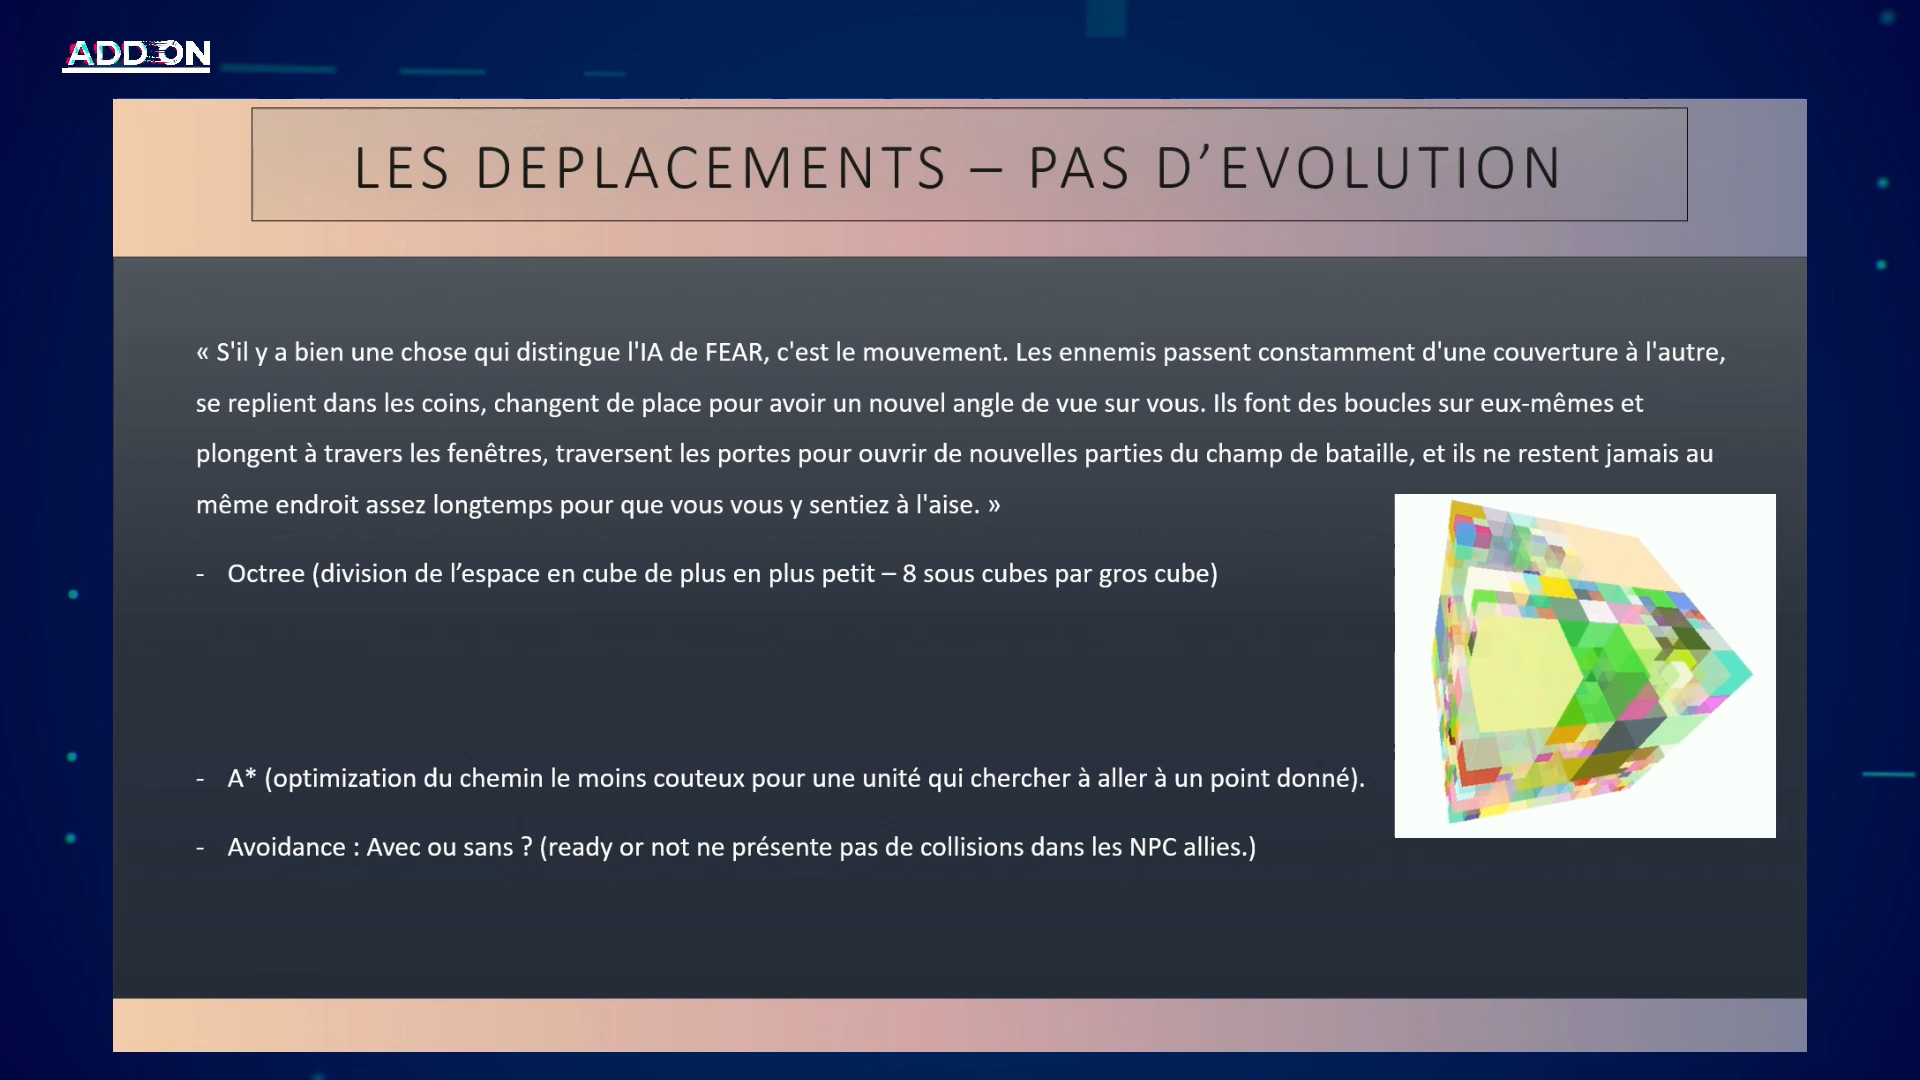 ADD ON
LES DEPLACEMENTS – PAS D’EVOLUTION
« S'il y a bien une chose qui distingue l'IA de FEAR, c'est le mouvement. Les ennemis passent constamment d'une couverture à l'autre,
se replient dans les coins, changent de place pour avoir un nouvel angle de vue sur vous. Ils font des boucles sur eux-mêmes et
plongent à travers les fenêtres, traversent les portes pour ouvrir de nouvelles parties du champ de bataille, et ils ne restent jamais au
même endroit assez longtemps pour que vous vous y sentiez à l'aise. »
- Octree (division de l’espace en cube de plus en plus petit – 8 sous cubes par gros cube)
- A* (optimization du chemin le moins couteux pour une unité qui chercher à aller à un point donné).
- Avoidance : Avec ou sans ? (ready or not ne présente pas de collisions dans les NPC allies.)